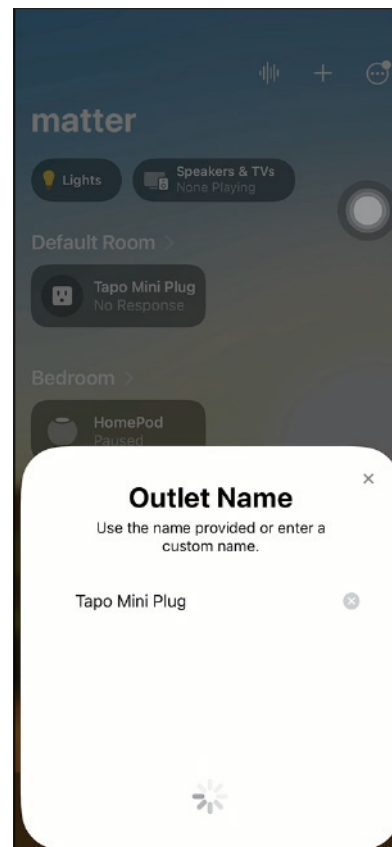 matter
Lights
Speakers & TVs
None Playing
Default Room >
Tapo Mini Plug
No Response
Bedroom >
HomePod
Paused
Outlet Name
Use the name provided or enter a
custom name.
Tapo Mini Plug